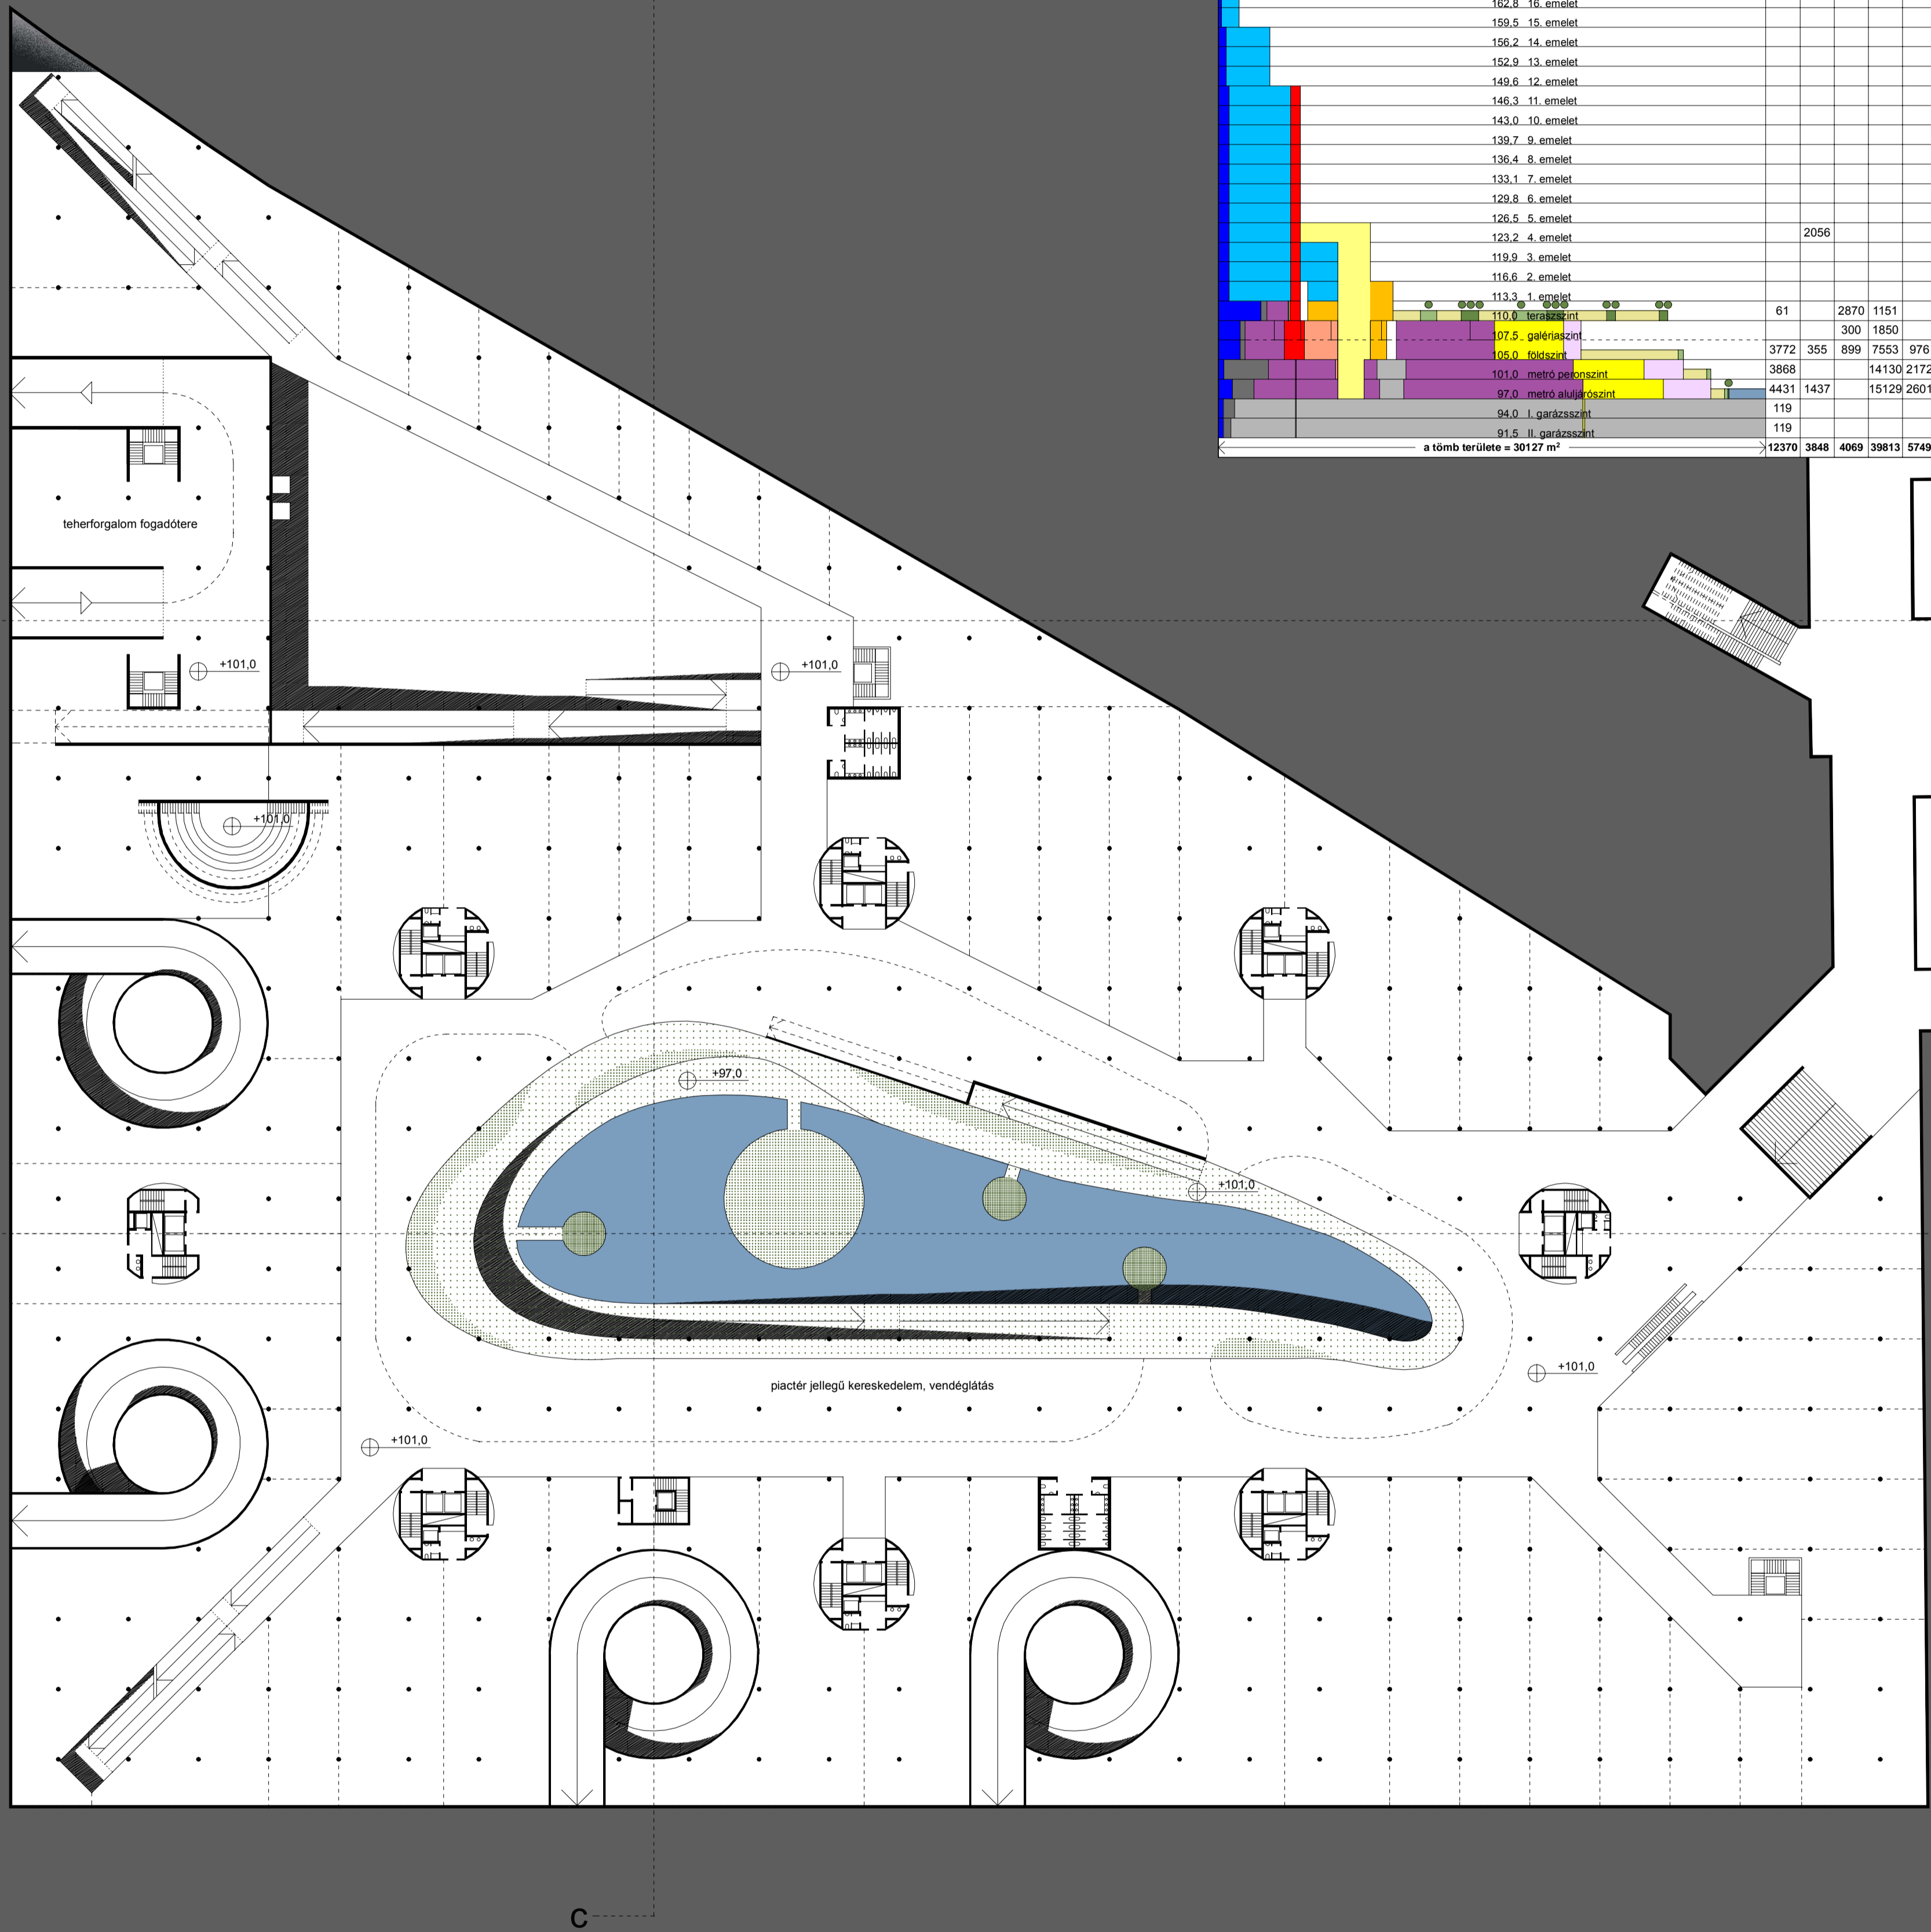 162,8 16. emelet
159,5 15. emelet
156,2 14. emelet
152,9 13. emelet
149,6 12. emelet
146,3 11. emelet
143,0 10. emelet
139,7 9. emelet
136,4 8. emelet
133,1 7. emelet
129,8 6. emelet
126,5 5. emelet
123,2 4. emelet 2056
119,9 3. emelet
116,6 2. emelet
113,3 1. emelet
110,0 teraszszint 61 2870 1151
107,5 galériaszint 300 1850
105,0 földszint 3772 355 899 7553 976
101,0 metró peronszint 3868 14130 2172
97,0 metró aluljárószint 4431 1437 15129 2601
94,0 I. garázsszint 119
91,5 II. garázsszint 119
a tömb területe = 30127 m² 12370 3848 4069 39813 5749
teherforgalom fogadótere
+101,0
+101,0
+101,0
+97,0
+101,0
+101,0
piactér jellegű kereskedelem, vendéglátás
+101,0
C